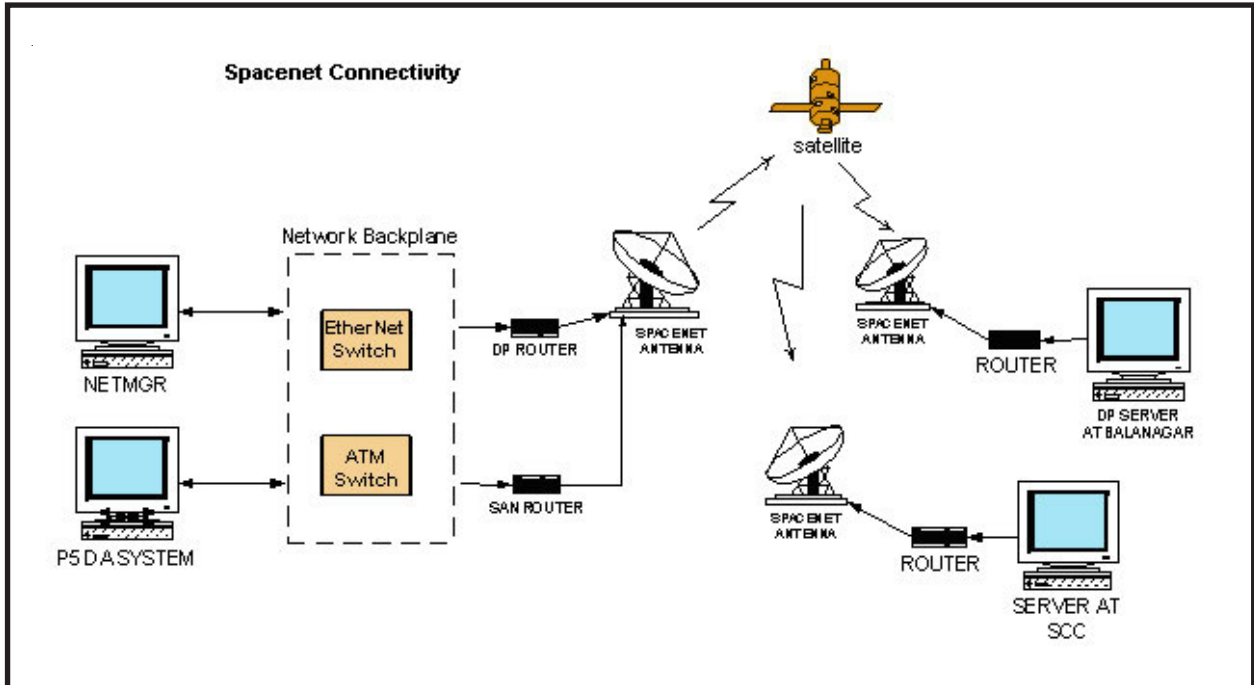 Spacenet Connectivity
satellite
Network Backplane
EtherNet
Switch
ATM
Switch
NETMGR
P5 DA SYSTEM
DP ROUTER
SAN ROUTER
SPACENET
ANTENNA
SPACENET
ANTENNA
ROUTER
DP SERVER
AT BALANAGAR
SPACENET
ANTENNA
ROUTER
SERVER AT
SCC